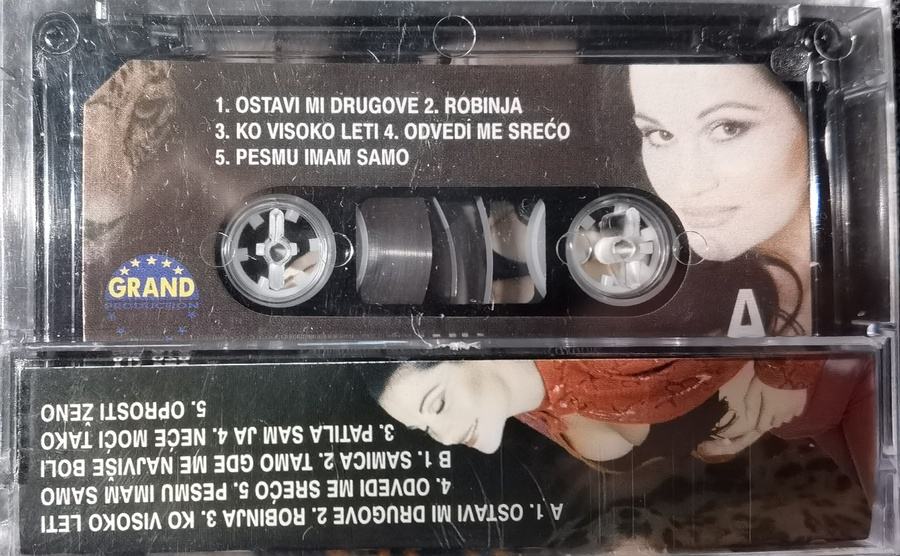 1. OSTAVI MI DRUGOVE 2. ROBINJA
3. KO VISOKO LETI 4. ODVEDI ME SREĆO
5. PESMU IMAM SAMO
GRAND
PRODUCTION
A
A 1. OSTAVI MI DRUGOVE 2. ROBINJA 3. KO VISOKO LETI
4. ODVEDI ME SREĆO 5. PESMU IMAM SAMO
B 1. SAMICA 2. TAMO GDE ME NAJVIŠE BOLI
3. PATILA SAM JA 4. NEĆE MOĆI TAKO
5. OPROSTI ŽENO